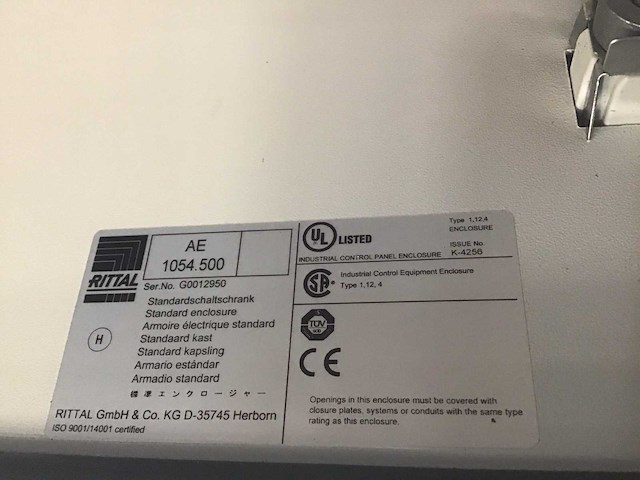 RITTAL
AE
1054.500
Ser.No. G0012950
H
Standardschaltschrank
Standard enclosure
Armoire électrique standard
Standaard kast
Standard kapsling
Armario estándar
Armadio standard
標準エンクロージャー
RITTAL GmbH & Co. KG D-35745 Herborn
ISO 9001/14001 certified
UL LISTED
Type 1,12,4
ENCLOSURE
INDUSTRIAL CONTROL PANEL ENCLOSURE
ISSUE No
K-4256
SP
Industrial Control Equipment Enclosure
Type 1,12, 4
TÜV
CE
Openings in this enclosure must be covered with
closure plates, systems or conduits with the same type
rating as this enclosure.